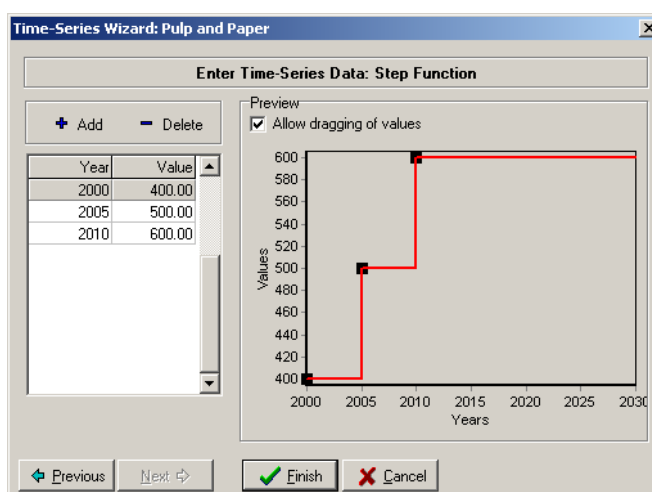 Time-Series Wizard: Pulp and Paper
Enter Time-Series Data: Step Function
Add Delete
Year Value
2000 400.00
2005 500.00
2010 600.00
Preview
Allow dragging of values
600
580
560
540
520
500
480
460
440
420
400
Values
2000 2005 2010 2015 2020 2025 2030
Years
Previous Next Finish Cancel